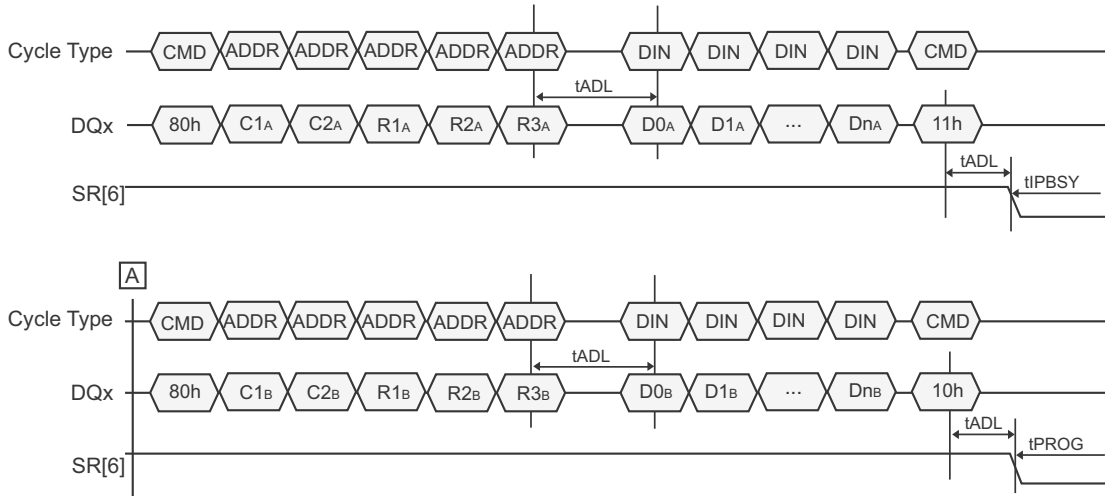 Cycle Type CMD ADDR ADDR ADDR ADDR ADDR DIN DIN DIN DIN CMD
tADL
DQx 80h C1A C2A R1A R2A R3A D0A D1A ... DnA 11h
tADL
tIPBSY
SR[6]
A
Cycle Type CMD ADDR ADDR ADDR ADDR ADDR DIN DIN DIN DIN CMD
tADL
DQx 80h C1B C2B R1B R2B R3B D0B D1B ... DnB 10h
tADL
tPROG
SR[6]